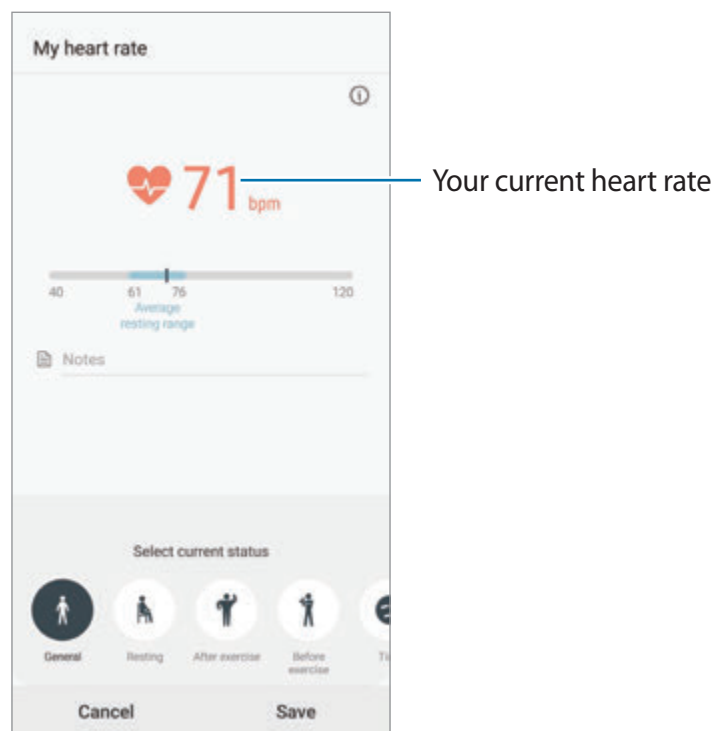 My heart rate
71 bpm
Your current heart rate
40 61 76 120
Average
resting range
Notes
Select current status
General Resting After exercise Before
exercise
Cancel Save